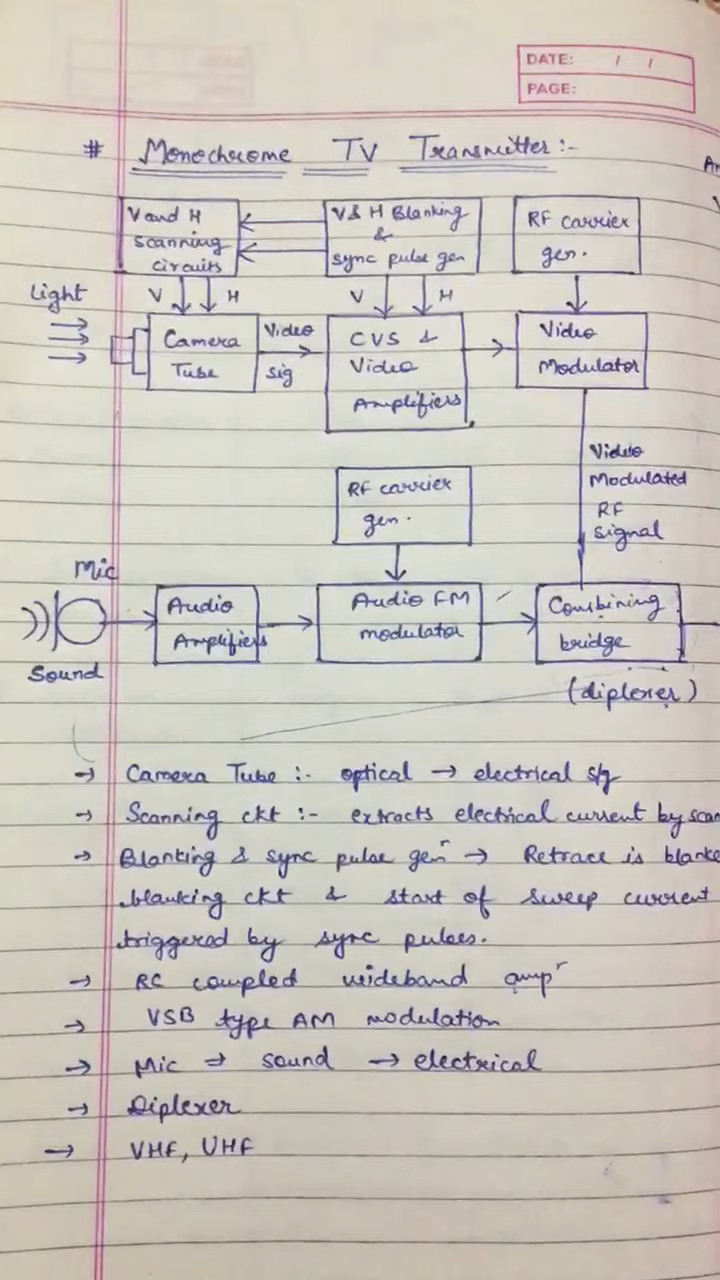 DATE: / /
PAGE:
# Monochrome TV Transmitter :-
V and H
scanning
circuits
V & H Blanking
&
sync pulse gen
RF carrier
gen.
V H
V H
Light
Camera
Tube
Video
sig
CVS &
Video
Amplifiers
Video
Modulator
Video
Modulated
RF
signal
RF carrier
gen.
Mic
Sound
Audio
Amplifiers
Audio FM
modulator
Combining
bridge
(diplexer)
→ Camera Tube :- optical → electrical s/g
→ Scanning ckt :- extracts electrical current by scan
→ Blanking & sync pulse genr → Retrace is blanke
blanking ckt & start of sweep current
triggered by sync pulses.
→ RC coupled wideband ampr
→ VSB type AM modulation
→ Mic ⇒ sound → electrical
→ Diplexer
→ VHF, UHF